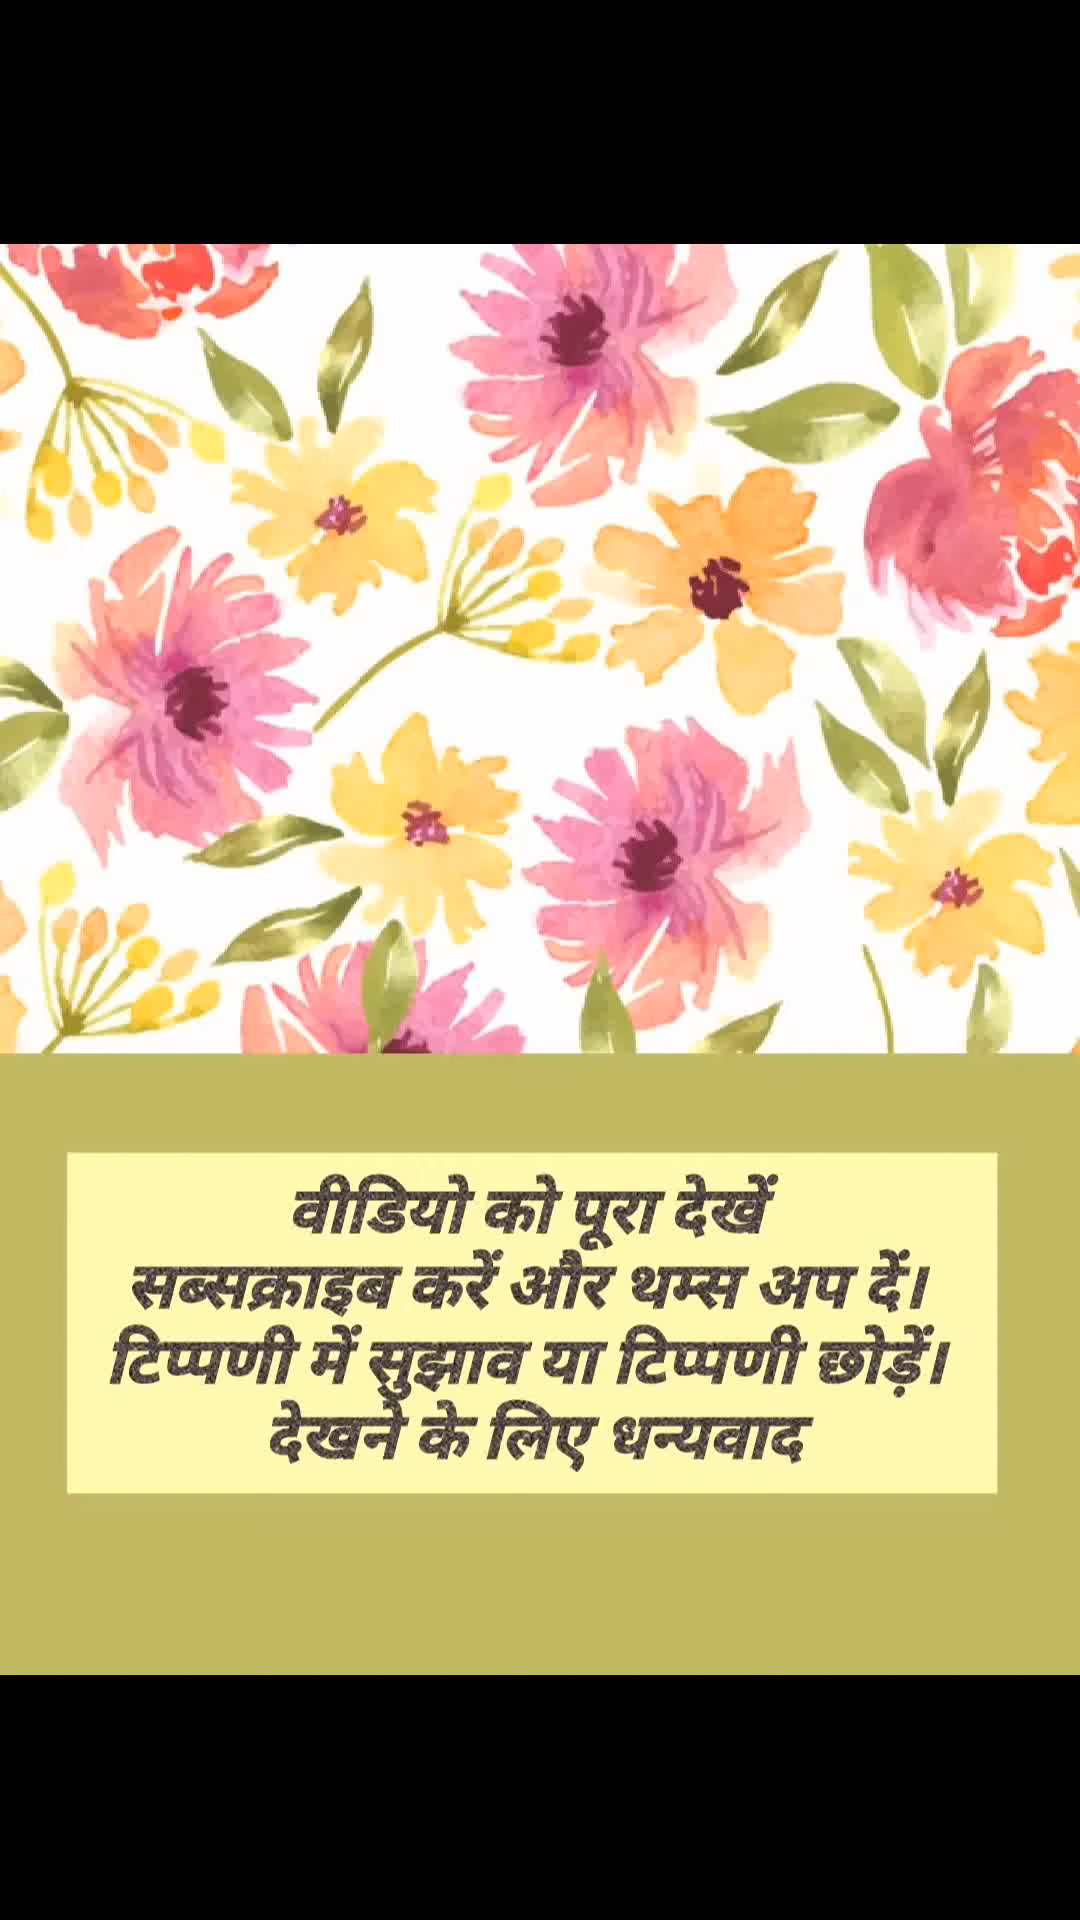 वीडियो को पूरा देखें
सब्सक्राइब करें और थम्स अप दें।
टिप्पणी में सुझाव या टिप्पणी छोड़ें।
देखने के लिए धन्यवाद